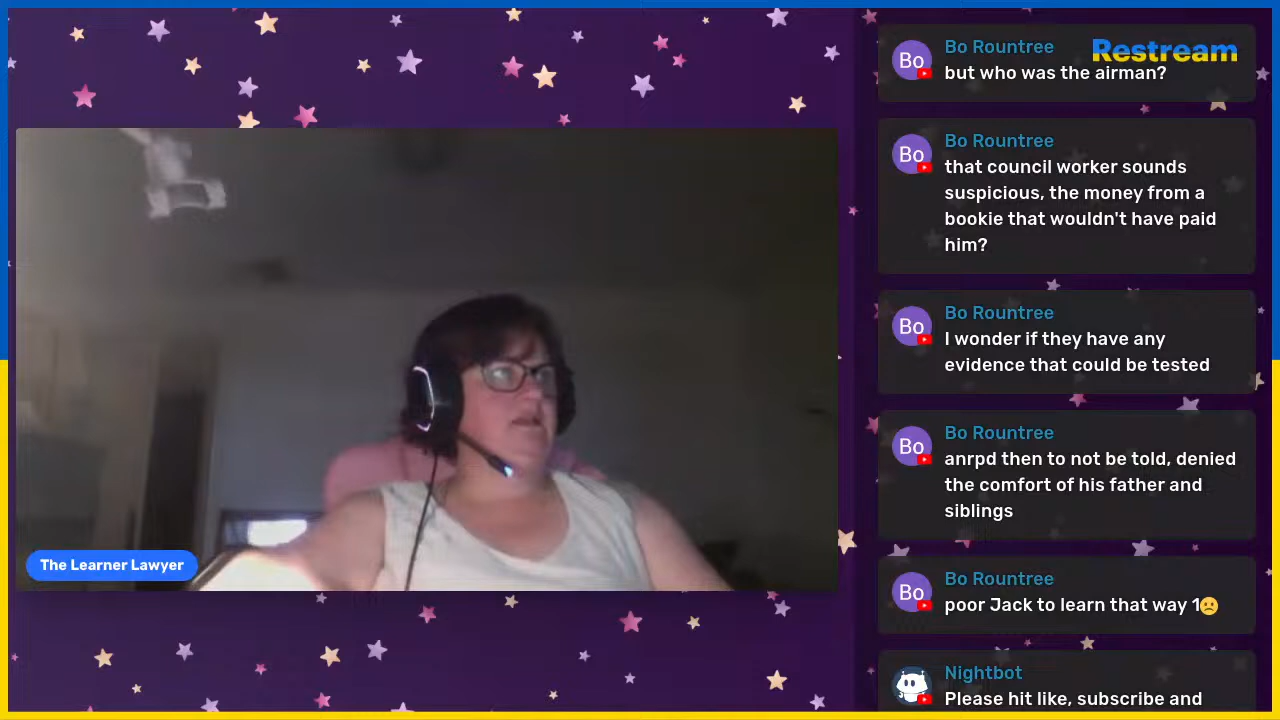 Restream
Bo Rountree
but who was the airman?
Bo Rountree
that council worker sounds
suspicious, the money from a
bookie that wouldn't have paid
him?
Bo Rountree
I wonder if they have any
evidence that could be tested
Bo Rountree
anrpd then to not be told, denied
the comfort of his father and
siblings
Bo Rountree
poor Jack to learn that way 1☹️
Nightbot
Please hit like, subscribe and
The Learner Lawyer
Bo
Bo
Bo
Bo
Bo